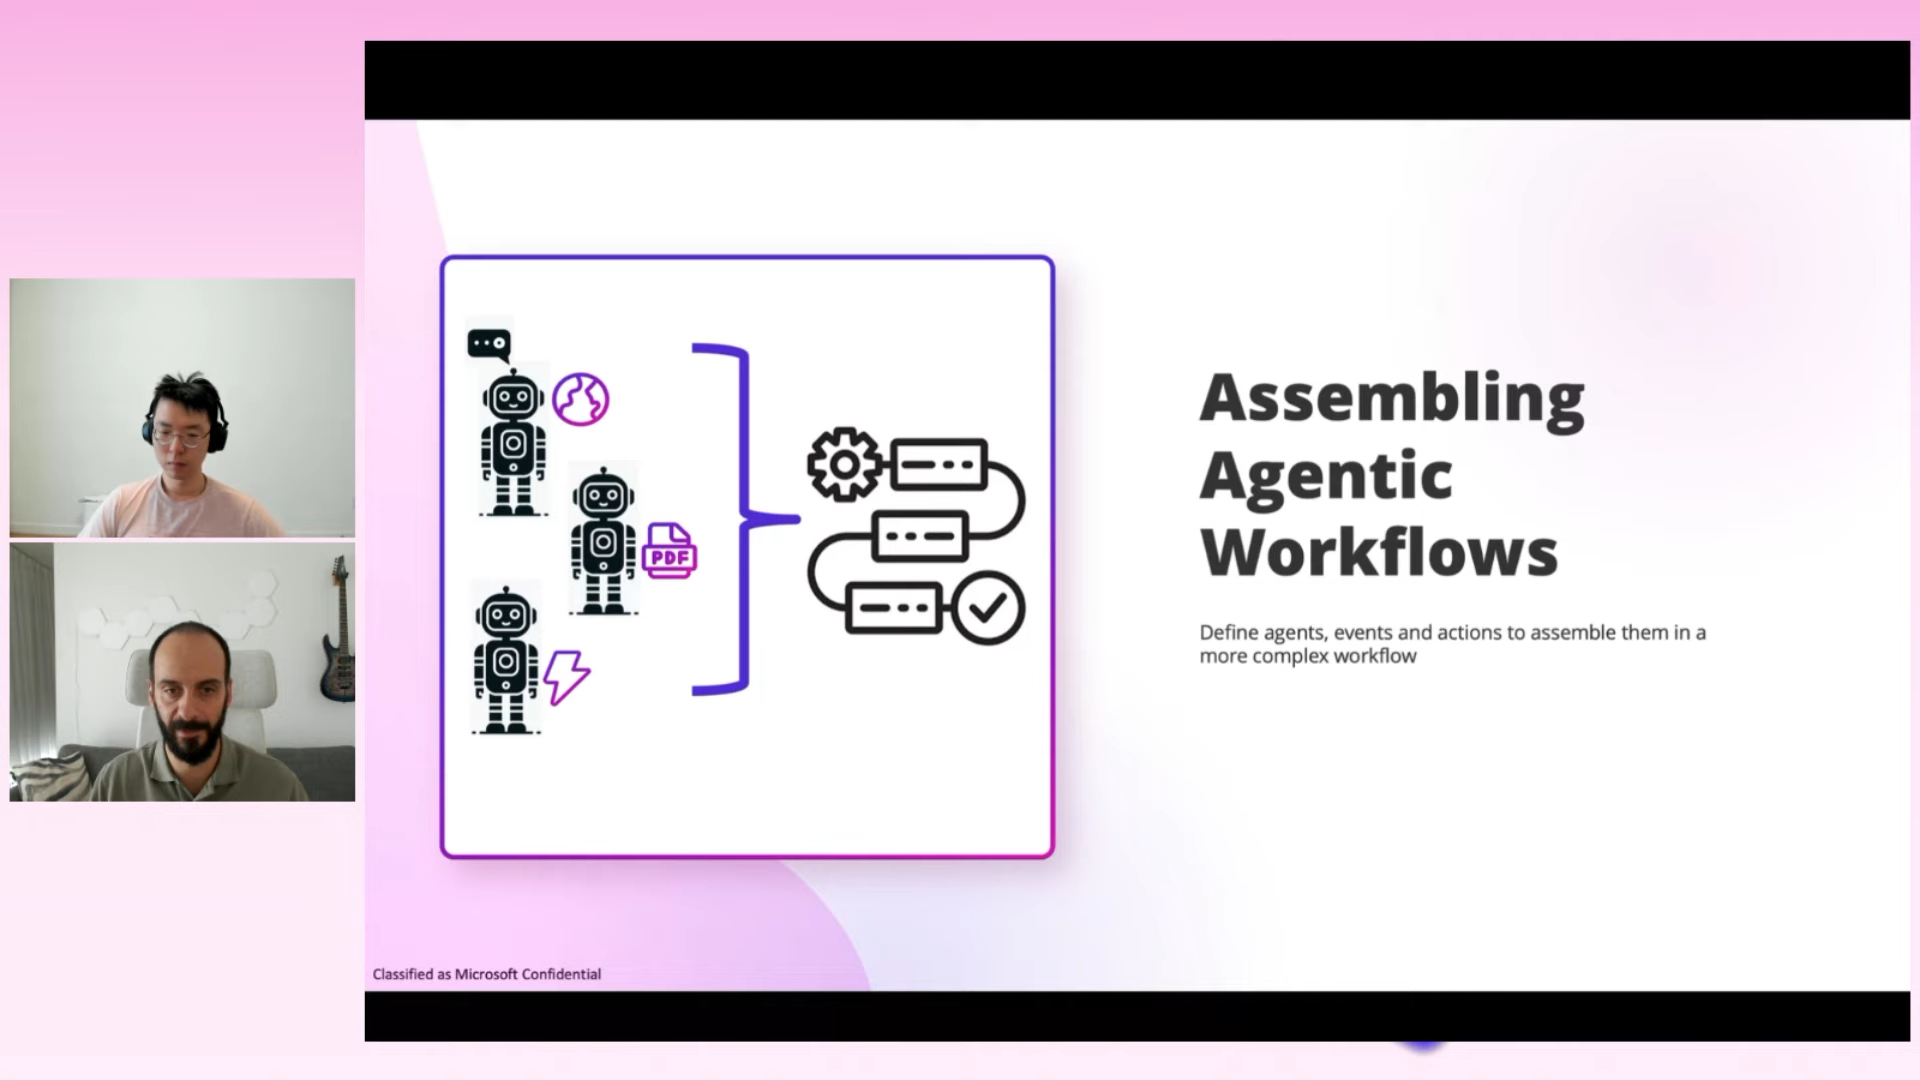 PDF
Assembling
Agentic
Workflows
Define agents, events and actions to assemble them in a
more complex workflow
Classified as Microsoft Confidential